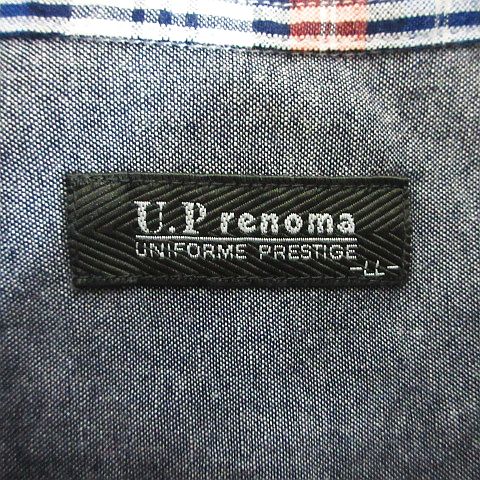 U.P renoma
UNIFORME PRESTIGE
-LL-